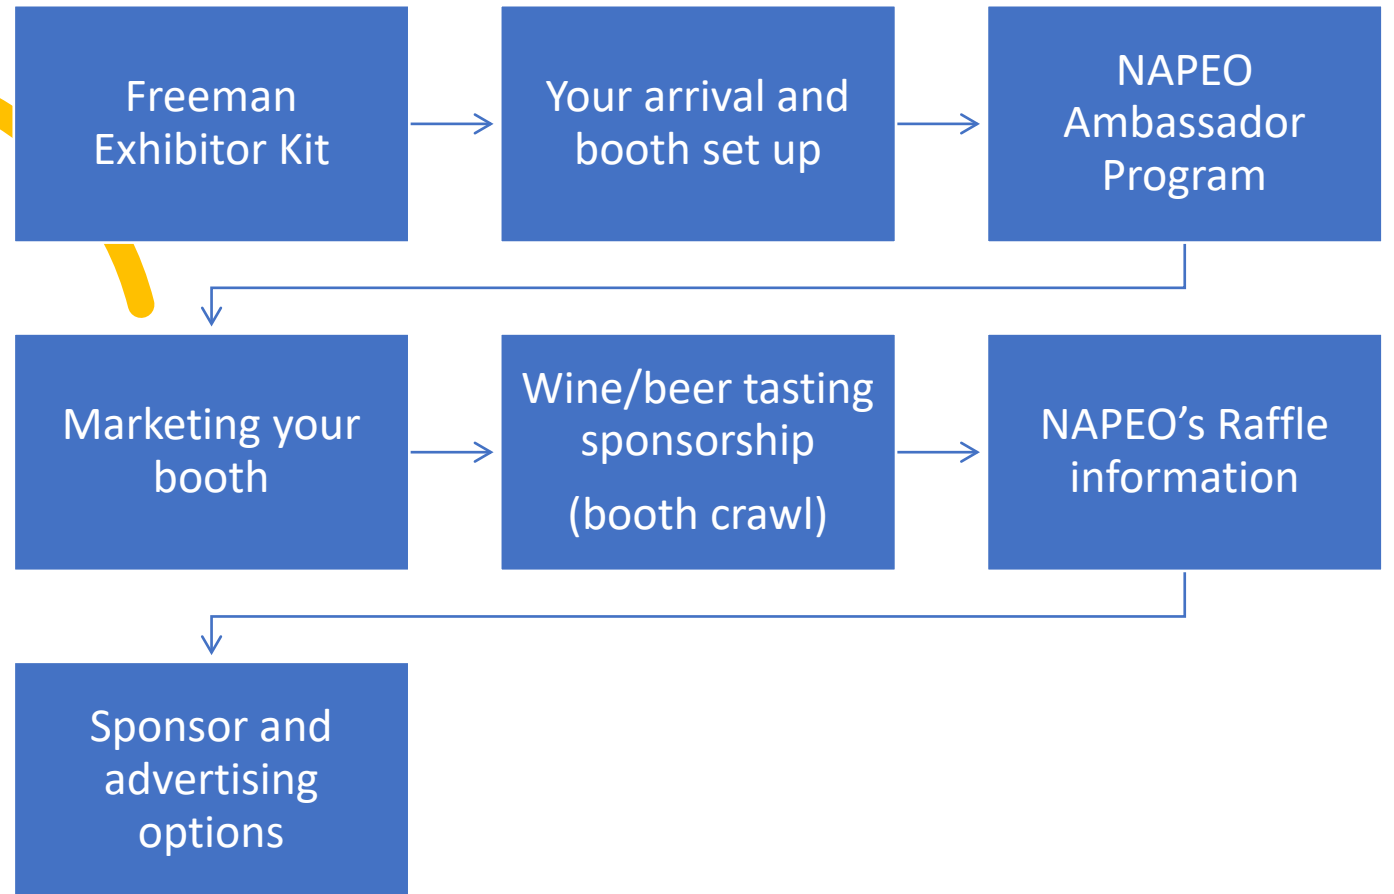 Freeman
Exhibitor Kit
Your arrival and
booth set up
NAPEO
Ambassador
Program
Marketing your
booth
Wine/beer tasting
sponsorship
(booth crawl)
NAPEO’s Raffle
information
Sponsor and
advertising
options